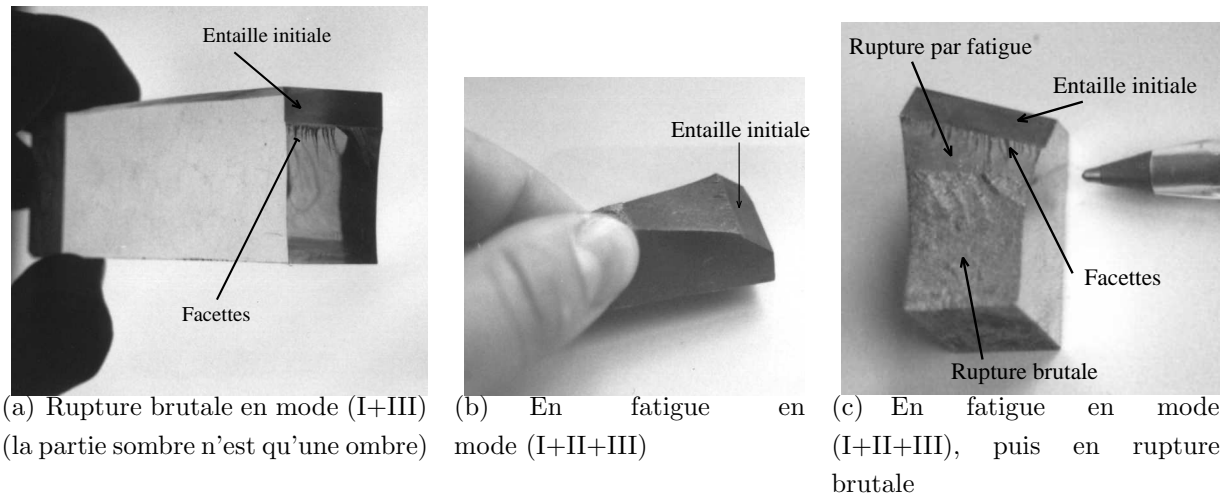 Entaille initiale
Facettes
(a) Rupture brutale en mode (I+III)
(la partie sombre n'est qu'une ombre)
Entaille initiale
(b) En fatigue en
mode (I+II+III)
Rupture par fatigue
Entaille initiale
Facettes
Rupture brutale
(c) En fatigue en mode
(I+II+III), puis en rupture
brutale